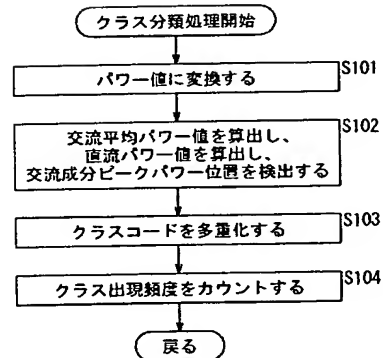 クラス分類処理開始
パワー値に変換する
S101
交流平均パワー値を算出し、
直流パワー値を算出し、
交流成分ピークパワー位置を検出する
S102
クラスコードを多重化する
S103
クラス出現頻度をカウントする
S104
戻る